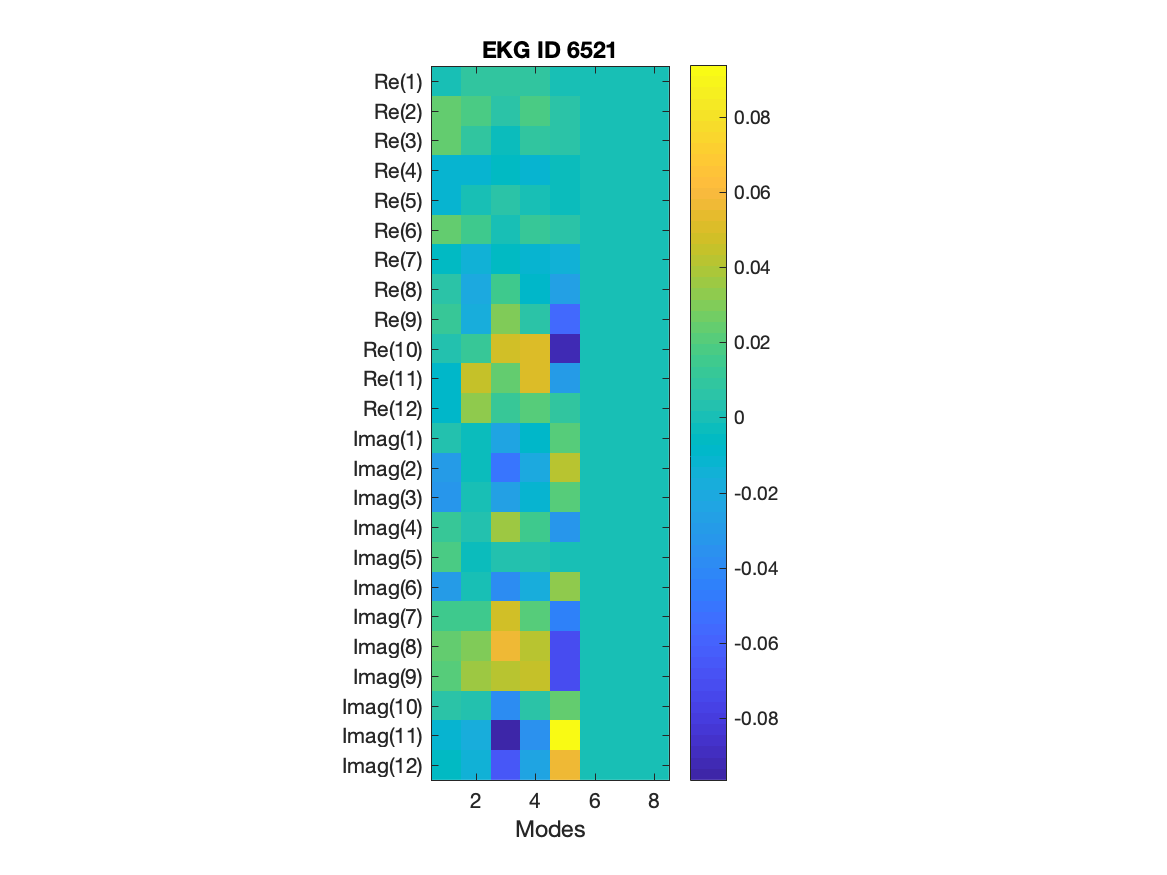 EKG ID 6521
Re(1)
Re(2)
Re(3)
Re(4)
Re(5)
Re(6)
Re(7)
Re(8)
Re(9)
Re(10)
Re(11)
Re(12)
Imag(1)
Imag(2)
Imag(3)
Imag(4)
Imag(5)
Imag(6)
Imag(7)
Imag(8)
Imag(9)
Imag(10)
Imag(11)
Imag(12)
2 4 6 8
Modes
0.08
0.06
0.04
0.02
0
-0.02
-0.04
-0.06
-0.08